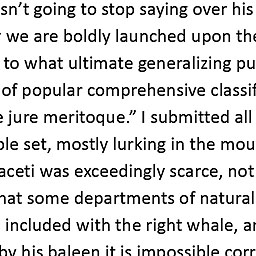 sn't going to stop saying over his
we are boldly launched upon the
to what ultimate generalizing pu
of popular comprehensive classif
jure meritoque.” I submitted all
ble set, mostly lurking in the mou
aceti was exceedingly scarce, not
hat some departments of natural
included with the right whale, an
by his baleen it is impossible corr